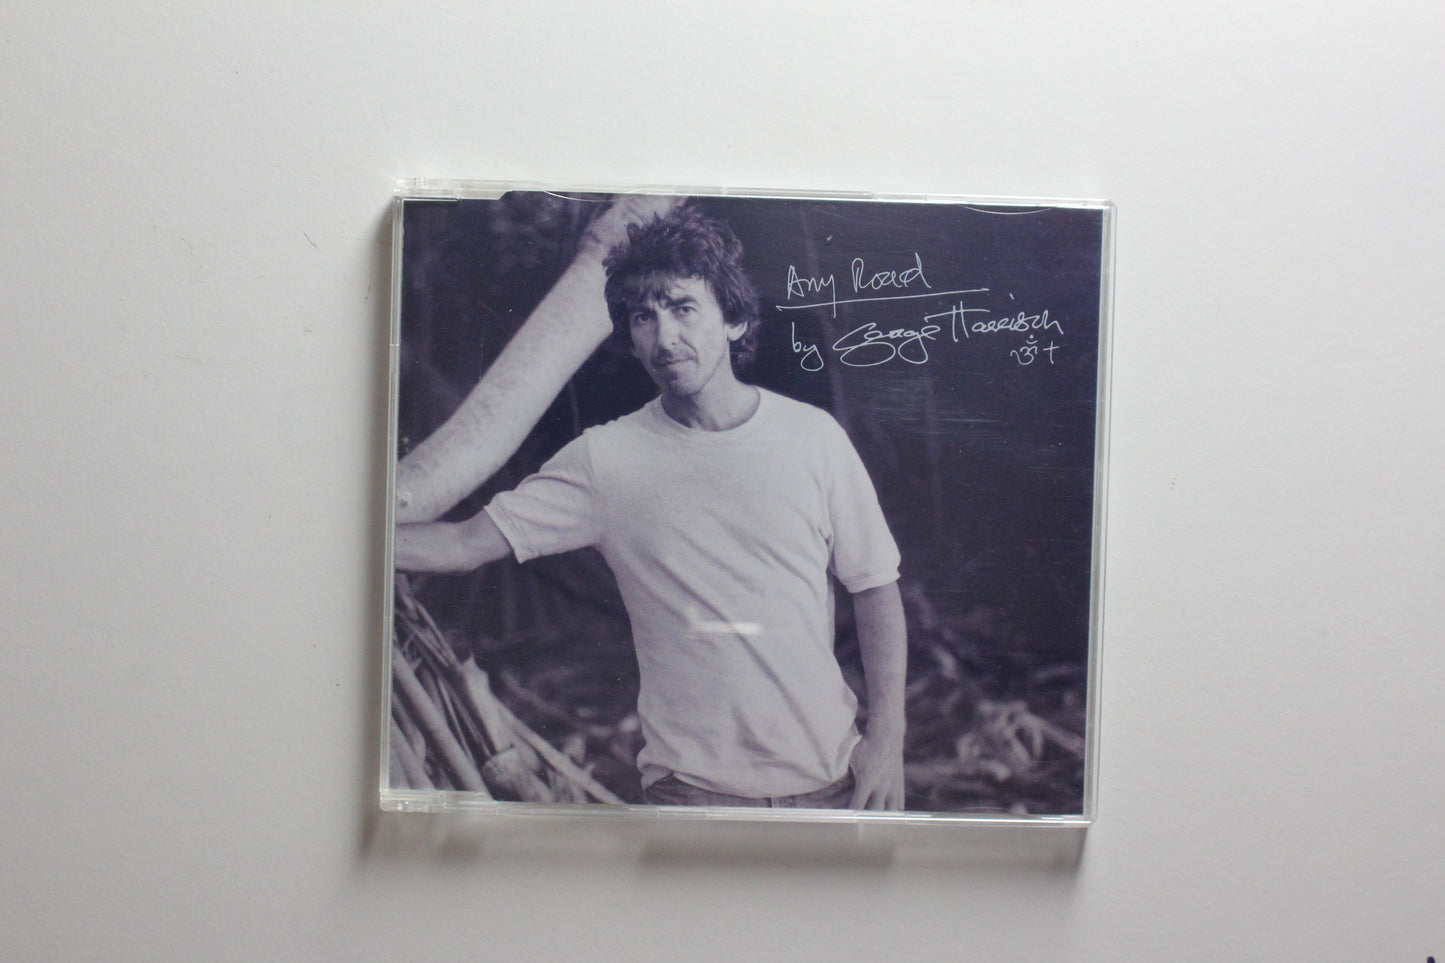 Any Road
by George Harrison
ॐ †